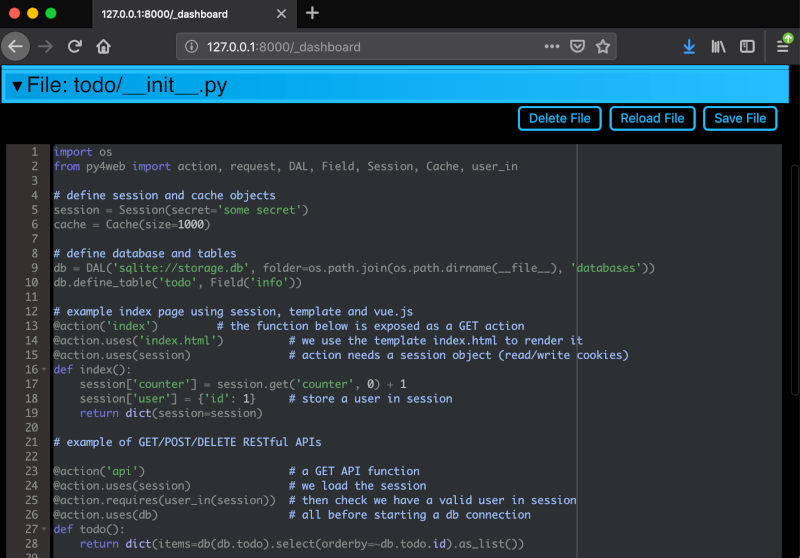 127.0.0.1:8000/_dashboard
127.0.0.1:8000/_dashboard
▼File: todo/__init__.py
Delete File Reload File Save File
1 import os
2 from py4web import action, request, DAL, Field, Session, Cache, user_in
3
4 # define session and cache objects
5 session = Session(secret='some secret')
6 cache = Cache(size=1000)
7
8 # define database and tables
9 db = DAL('sqlite://storage.db', folder=os.path.join(os.path.dirname(__file__), 'databases'))
10 db.define_table('todo', Field('info'))
11
12 # example index page using session, template and vue.js
13 @action('index') # the function below is exposed as a GET action
14 @action.uses('index.html') # we use the template index.html to render it
15 @action.uses(session) # action needs a session object (read/write cookies)
16 def index():
17 session['counter'] = session.get('counter', 0) + 1
18 session['user'] = {'id': 1} # store a user in session
19 return dict(session=session)
20
21 # example of GET/POST/DELETE RESTful APIs
22
23 @action('api') # a GET API function
24 @action.uses(session) # we load the session
25 @action.requires(user_in(session)) # then check we have a valid user in session
26 @action.uses(db) # all before starting a db connection
27 def todo():
28 return dict(items=db(db.todo).select(orderby=~db.todo.id).as_list())